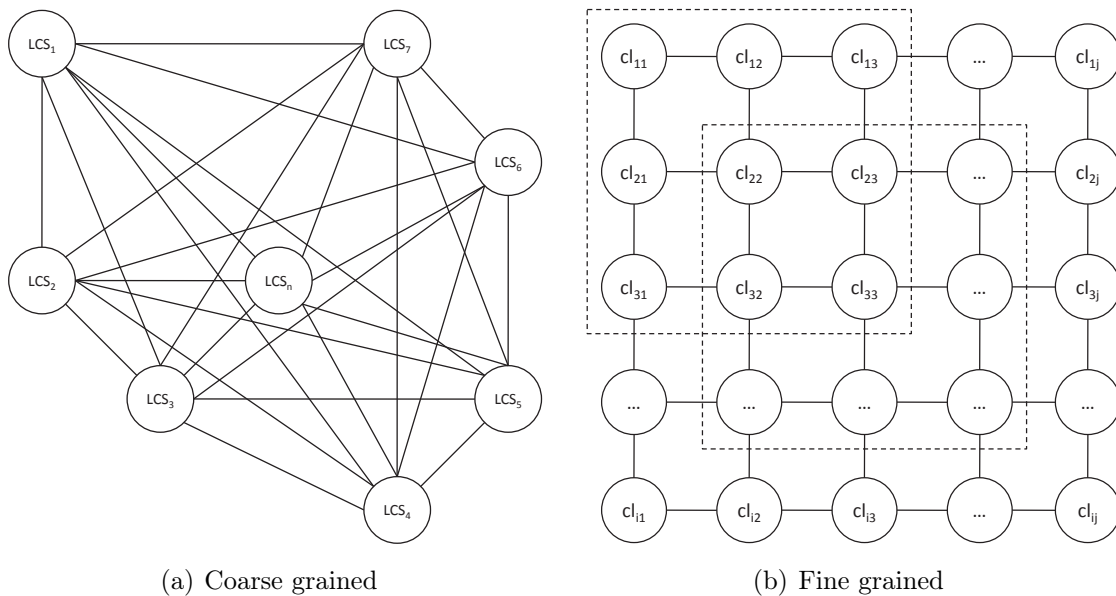 LCS₁
LCS₇
LCS₆
LCS₂
LCSₙ
LCS₃
LCS₅
LCS₄
(a) Coarse grained
cl₁₁ cl₁₂ cl₁₃ ... cl₁ⱼ
cl₂₁ cl₂₂ cl₂₃ ... cl₂ⱼ
cl₃₁ cl₃₂ cl₃₃ ... cl₃ⱼ
... ... ... ... ...
clᵢ₁ clᵢ₂ clᵢ₃ ... clᵢⱼ
(b) Fine grained